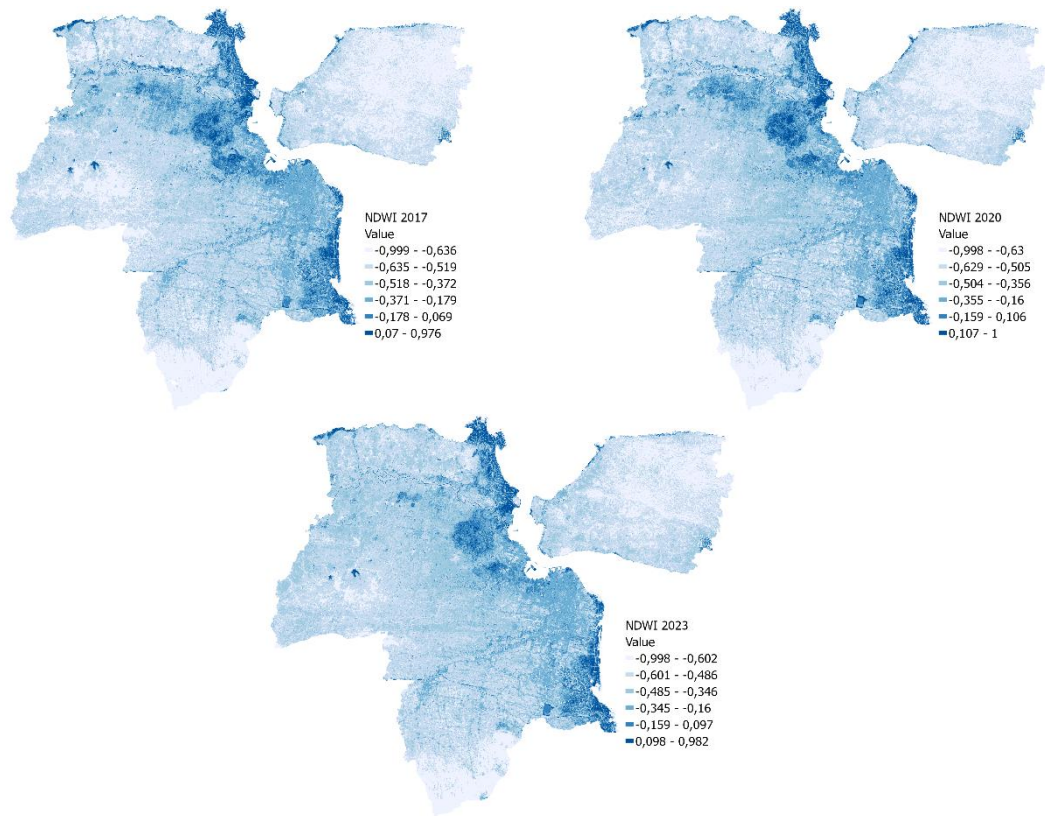 NDWI 2017
Value
-0,999 - -0,636
-0,635 - -0,519
-0,518 - -0,372
-0,371 - -0,179
-0,178 - 0,069
0,07 - 0,976
NDWI 2020
Value
-0,998 - -0,63
-0,629 - -0,505
-0,504 - -0,356
-0,355 - -0,16
-0,159 - 0,106
0,107 - 1
NDWI 2023
Value
-0,998 - -0,602
-0,601 - -0,486
-0,485 - -0,346
-0,345 - -0,16
-0,159 - 0,097
0,098 - 0,982